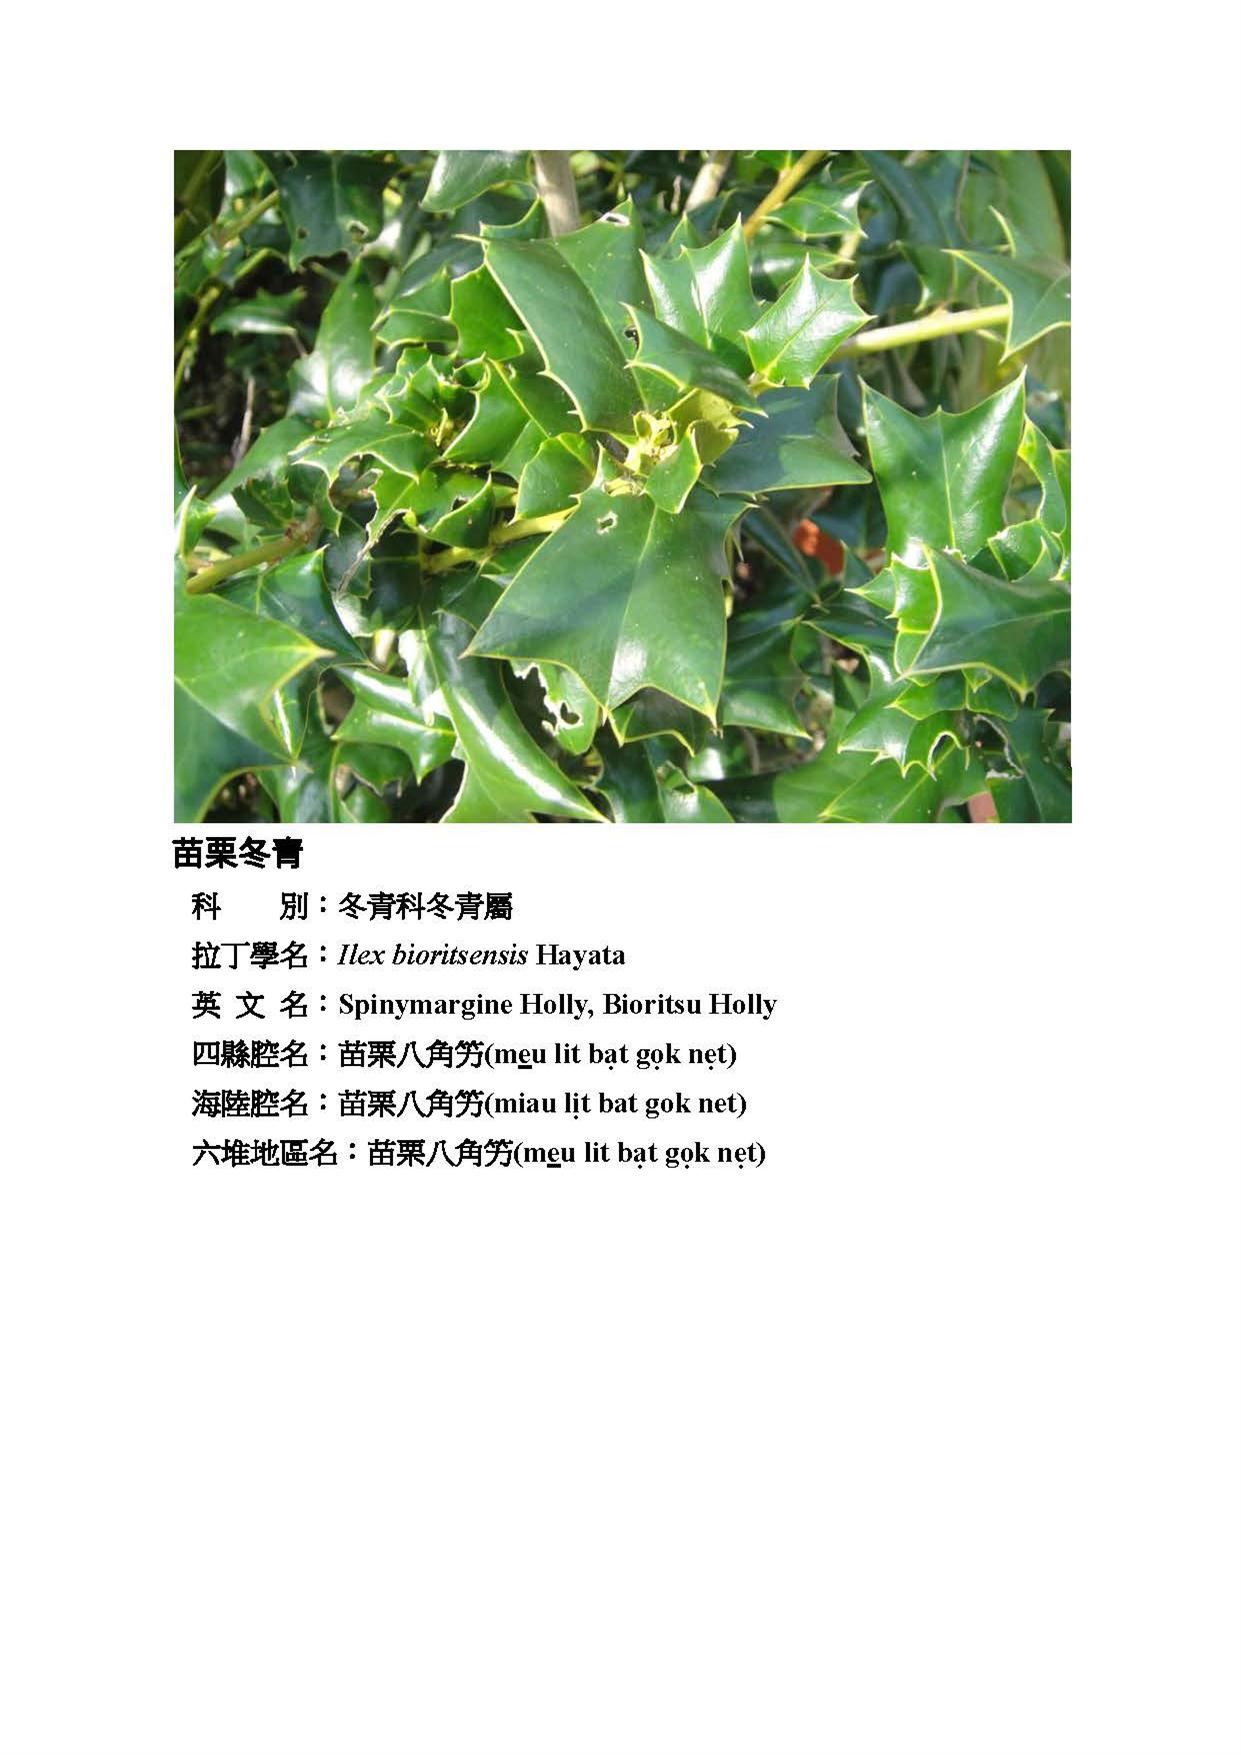 苗栗冬青
科　　別：冬青科冬青屬
拉丁學名：Ilex bioritsensis Hayata
英 文 名：Spinymargine Holly, Bioritsu Holly
四縣腔名：苗栗八角竻(me̲u lit bạt gọk nẹt)
海陸腔名：苗栗八角竻(miau lịt bat gok net)
六堆地區名：苗栗八角竻(me̲u lit bạt gọk nẹt)